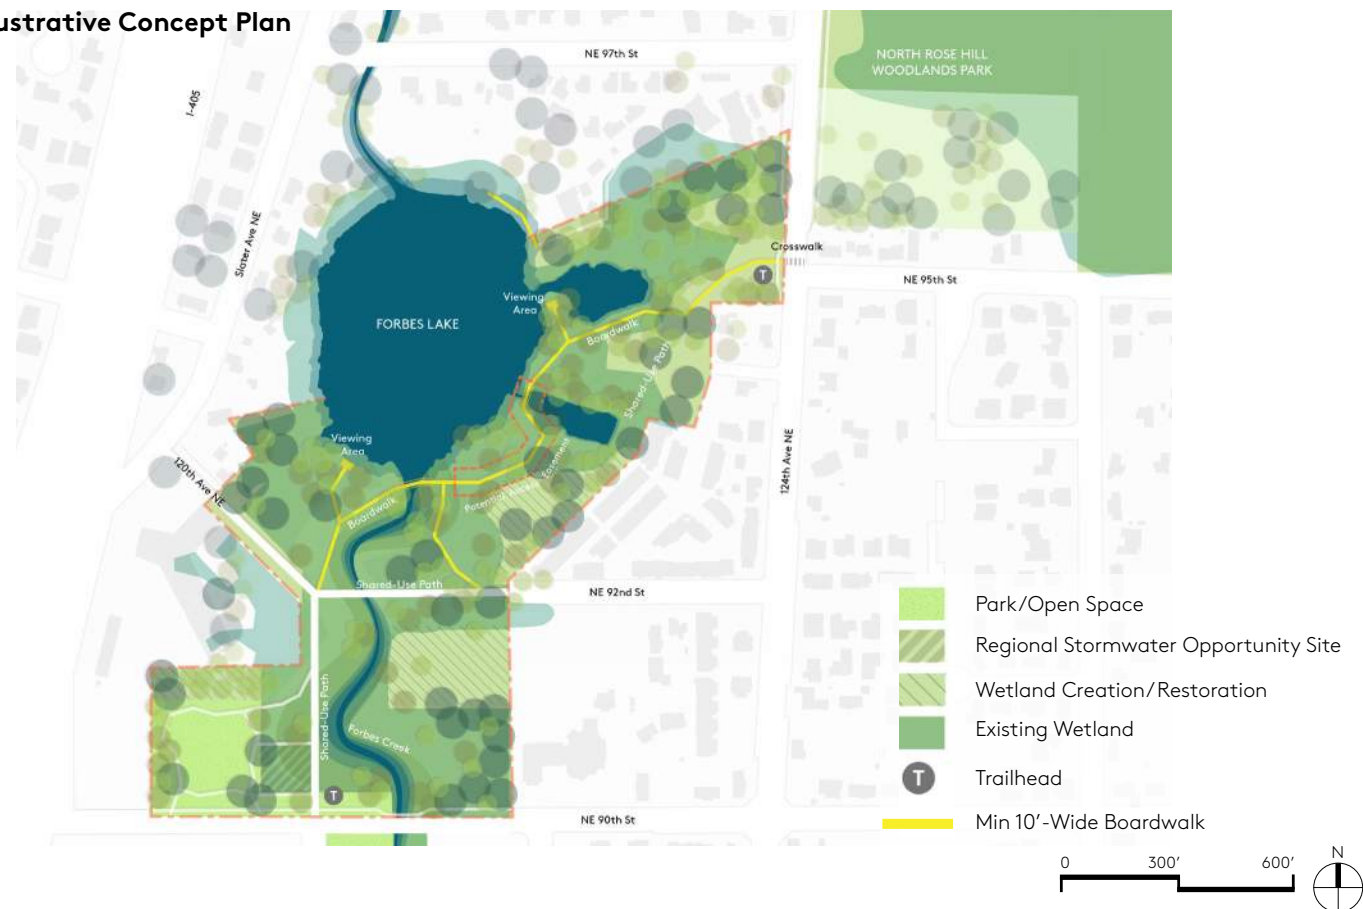 ustrative Concept Plan
NE 97th St
NORTH ROSE HILL
WOODLANDS PARK
I-405
Slater Ave NE
Crosswalk
T
NE 95th St
Viewing
Area
FORBES LAKE
Boardwalk
Shared-Use Path
Viewing
Area
124th Ave NE
120th Ave NE
Easement
Potential
Boardwalk
Shared-Use Path
NE 92nd St
Shared-Use Path
Forbes Creek
T
NE 90th St
Park/Open Space
Regional Stormwater Opportunity Site
Wetland Creation/Restoration
Existing Wetland
T
Trailhead
Min 10'-Wide Boardwalk
0 300' 600'
N